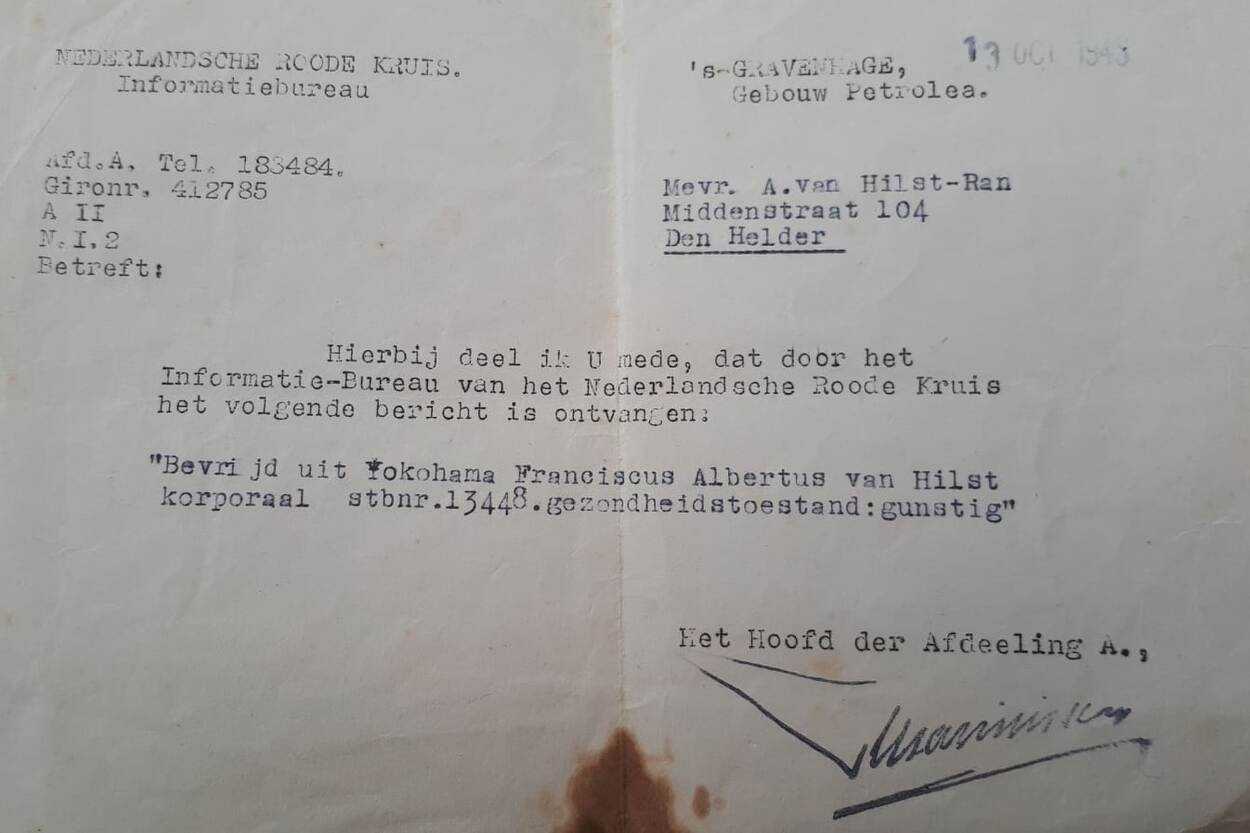 NEDERLANDSCHE ROODE KRUIS.
Informatiebureau
's-GRAVENHAGE,
Gebouw Petrolea.
Afd.A, Tel. 183484.
Gironr. 412785
A II
N.I.2
Betreft:
Mevr. A.van Hilst-Ran
Middenstraat 104
Den Helder
Hierbij deel ik U mede, dat door het
Informatie-Bureau van het Nederlandsche Roode Kruis
het volgende bericht is ontvangen:
"Bevrijd uit Yokohama Franciscus Albertus van Hilst
korporaal stbnr.13448.gezondheidstoestand:gunstig"
Het Hoofd der Afdeeling A.,